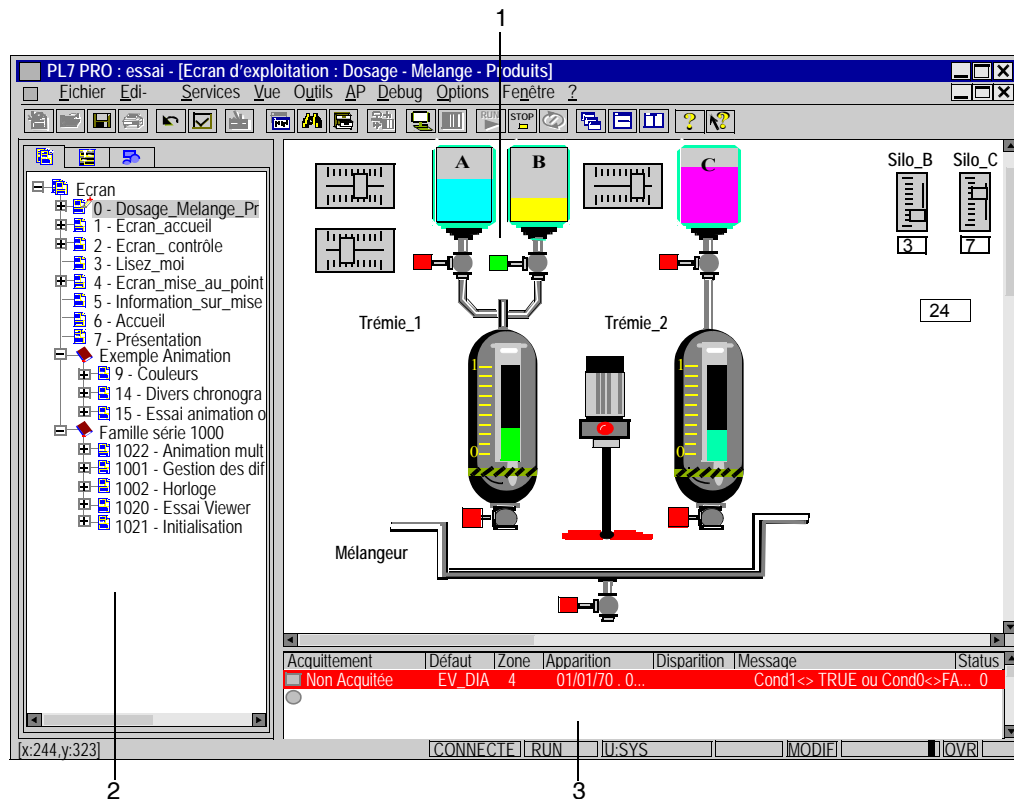 1
PL7 PRO : essai - [Ecran d'exploitation : Dosage - Melange - Produits]
Fichier Edi- Services Vue Outils AP Debug Options Fenêtre ?
RUN STOP ? ?
Ecran
0 - Dosage_Melange_Pr
1 - Ecran_accueil
2 - Ecran_ contrôle
3 - Lisez_moi
4 - Ecran_mise_au_point
5 - Information_sur_mise
6 - Accueil
7 - Présentation
Exemple Animation
9 - Couleurs
14 - Divers chronogra
15 - Essai animation o
Famille série 1000
1022 - Animation mult
1001 - Gestion des dif
1002 - Horloge
1020 - Essai Viewer
1021 - Initialisation
A B C
Silo_B Silo_C
3 7
24
Trémie_1 Trémie_2
1 1
0 0
Mélangeur
Acquittement Défaut Zone Apparition Disparition Message Status
Non Acquitée EV_DIA 4 01/01/70 . 0... Cond1<> TRUE ou Cond0<>FA... 0
[x:244,y:323] CONNECTE RUN U:SYS MODIF OVR
2 3